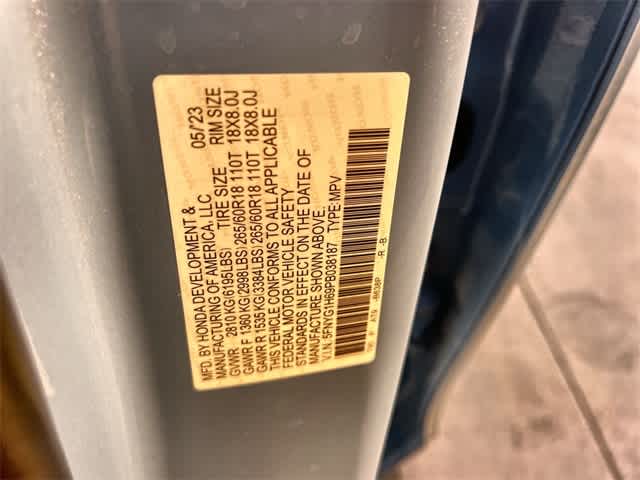 MFD. BY HONDA DEVELOPMENT & 05/23
MANUFACTURING OF AMERICA, LLC.
GVWR 2810KG(6195LBS) TIRE SIZE RIM SIZE
GAWR F 1360KG(2998LBS)265/60R18 110T 18X8.0J
GAWR R 1535KG(3384LBS)265/60R18 110T 18X8.0J
THIS VEHICLE CONFORMS TO ALL APPLICABLE
FEDERAL MOTOR VEHICLE SAFETY
STANDARDS IN EFFECT ON THE DATE OF
MANUFACTURE SHOWN ABOVE.
V.I.N. 5FNYG1H69PB038187 TYPE:MPV
-R -B